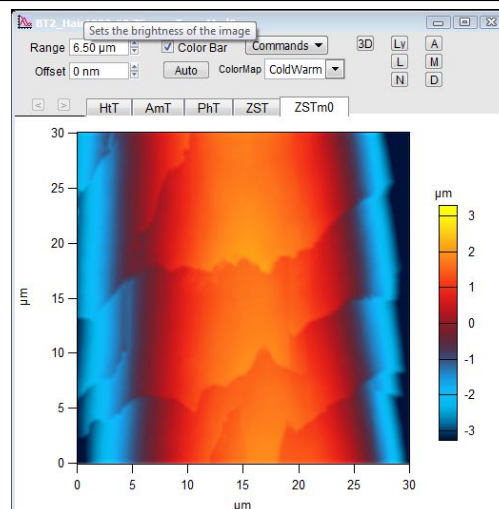 BT2_Hai
Sets the brightness of the image
Range 6.50 µm Color Bar Commands 3D Ly A
L M
Offset 0 nm Auto ColorMap ColdWarm N D
< > HtT AmT PhT ZST ZSTm0
30
25
20
15
10
5
0
µm
0 5 10 15 20 25 30
µm
µm
3
2
1
0
-1
-2
-3